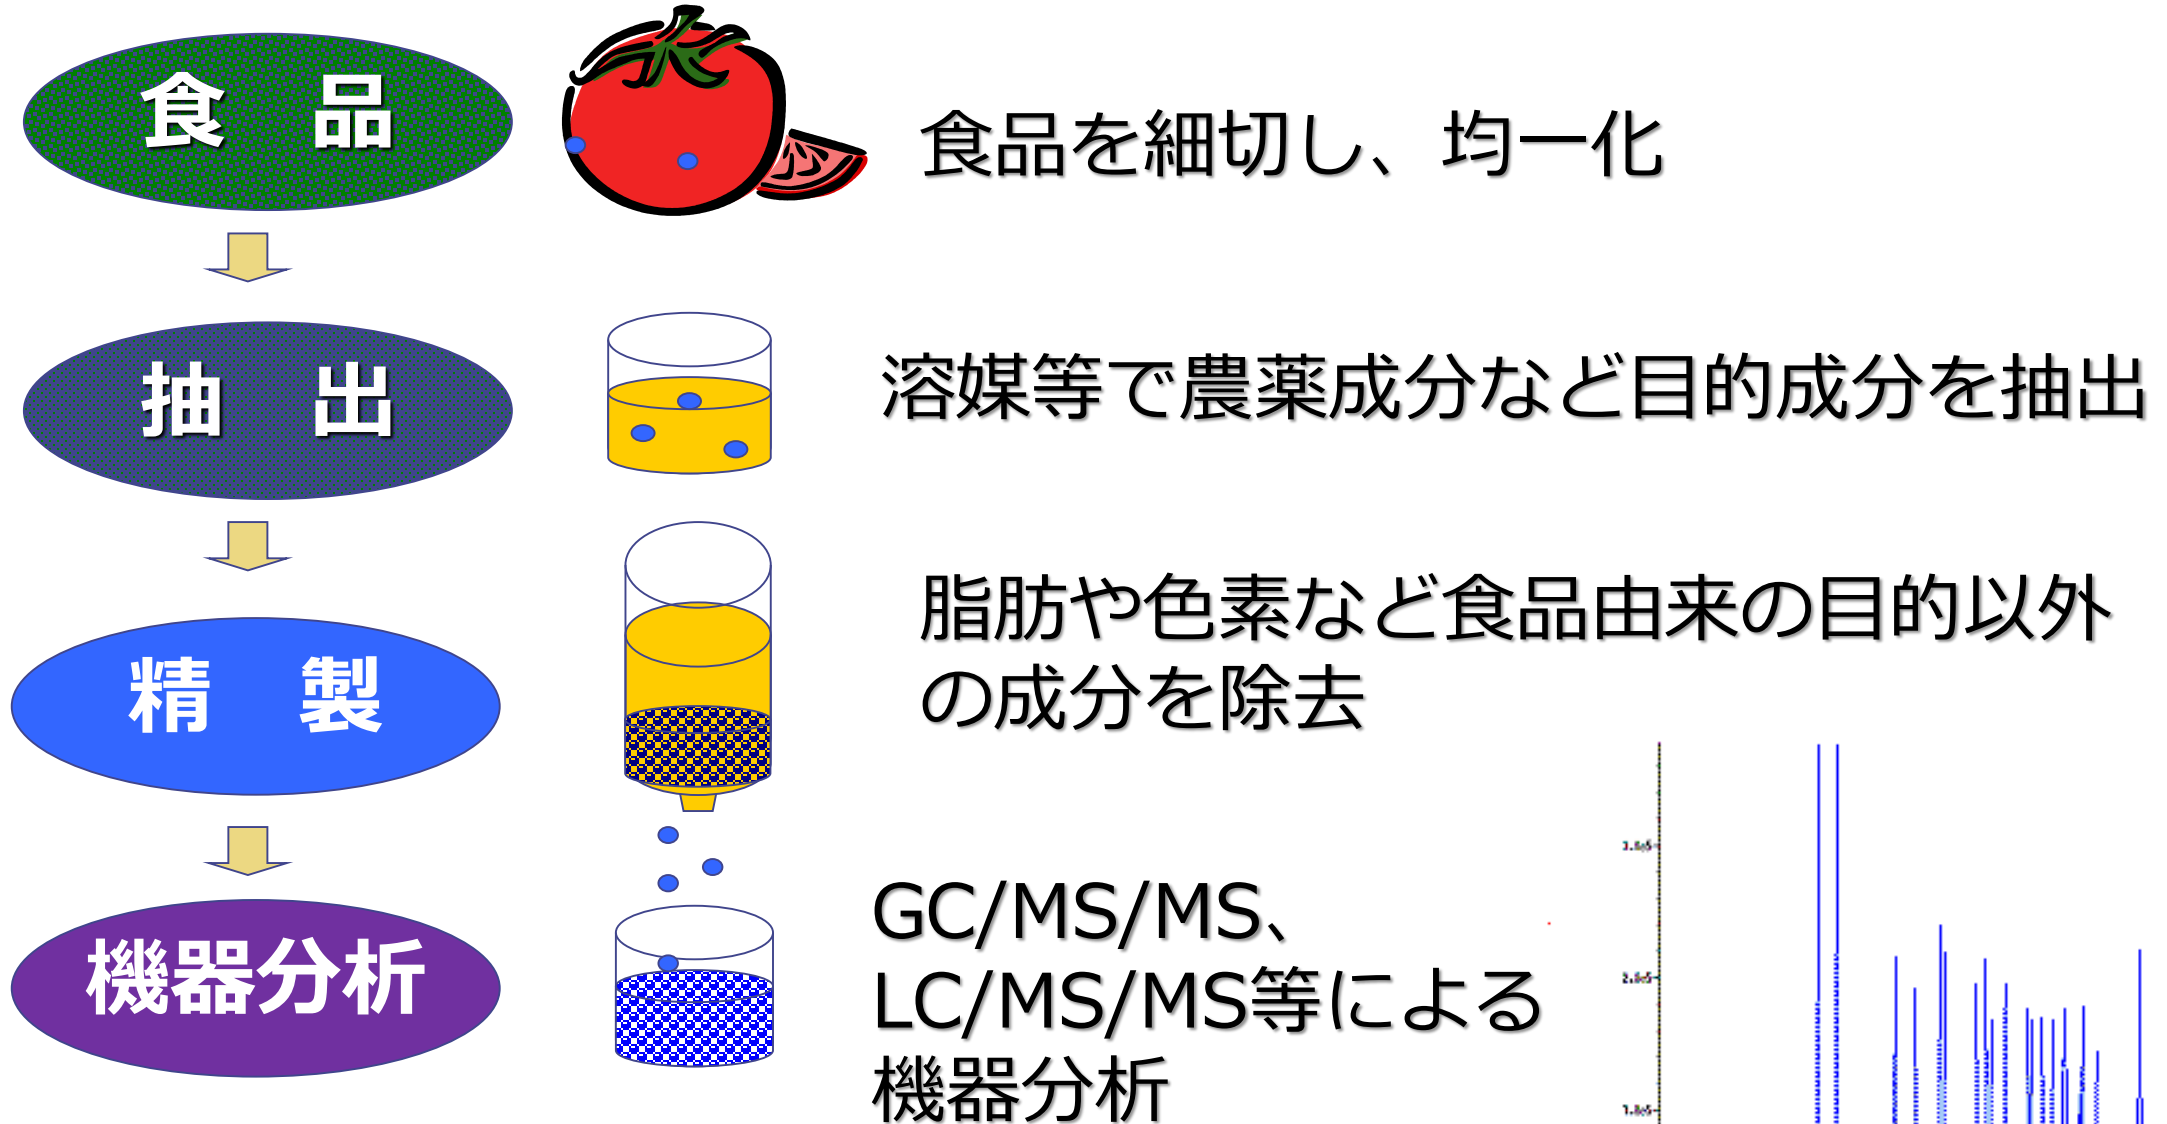 食　品
食品を細切し、均一化
抽　出
溶媒等で農薬成分など目的成分を抽出
精　製
脂肪や色素など食品由来の目的以外
の成分を除去
機器分析
GC/MS/MS、
LC/MS/MS等による
機器分析